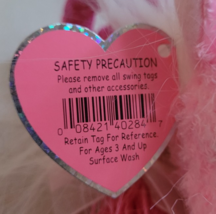 SAFETY PRECAUTION
Please remove all swing tags
and other accessories.
0 08421 40284 7
Retain Tag For Reference
For Ages 3 And Up
Surface Wash